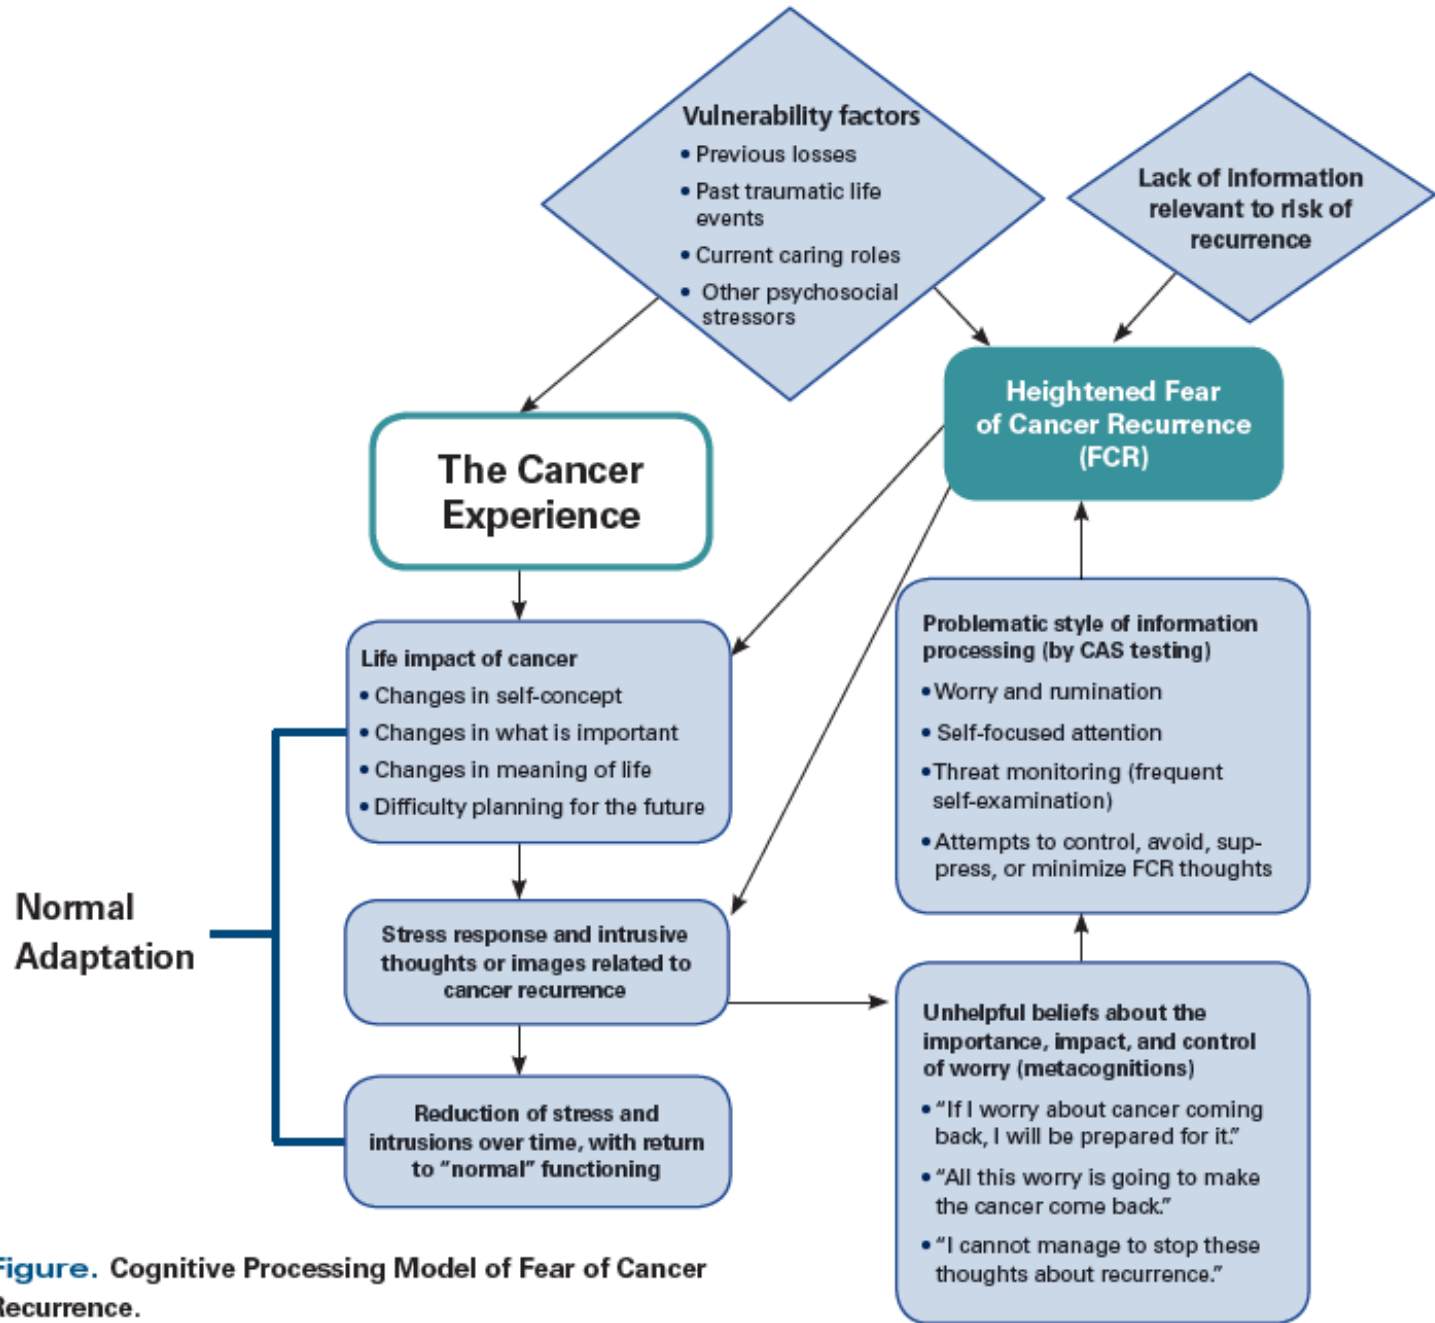 Vulnerability factors
• Previous losses
• Past traumatic life
events
• Current caring roles
• Other psychosocial
stressors
Lack of information
relevant to risk of
recurrence
Heightened Fear
of Cancer Recurrence
(FCR)
The Cancer
Experience
Life impact of cancer
• Changes in self-concept
• Changes in what is important
• Changes in meaning of life
• Difficulty planning for the future
Problematic style of information
processing (by CAS testing)
• Worry and rumination
• Self-focused attention
• Threat monitoring (frequent
self-examination)
• Attempts to control, avoid, sup-
press, or minimize FCR thoughts
Normal
Adaptation
Stress response and intrusive
thoughts or images related to
cancer recurrence
Unhelpful beliefs about the
importance, impact, and control
of worry (metacognitions)
• “If I worry about cancer coming
back, I will be prepared for it.”
• “All this worry is going to make
the cancer come back.”
• “I cannot manage to stop these
thoughts about recurrence.”
Reduction of stress and
intrusions over time, with return
to “normal” functioning
Figure. Cognitive Processing Model of Fear of Cancer
Recurrence.